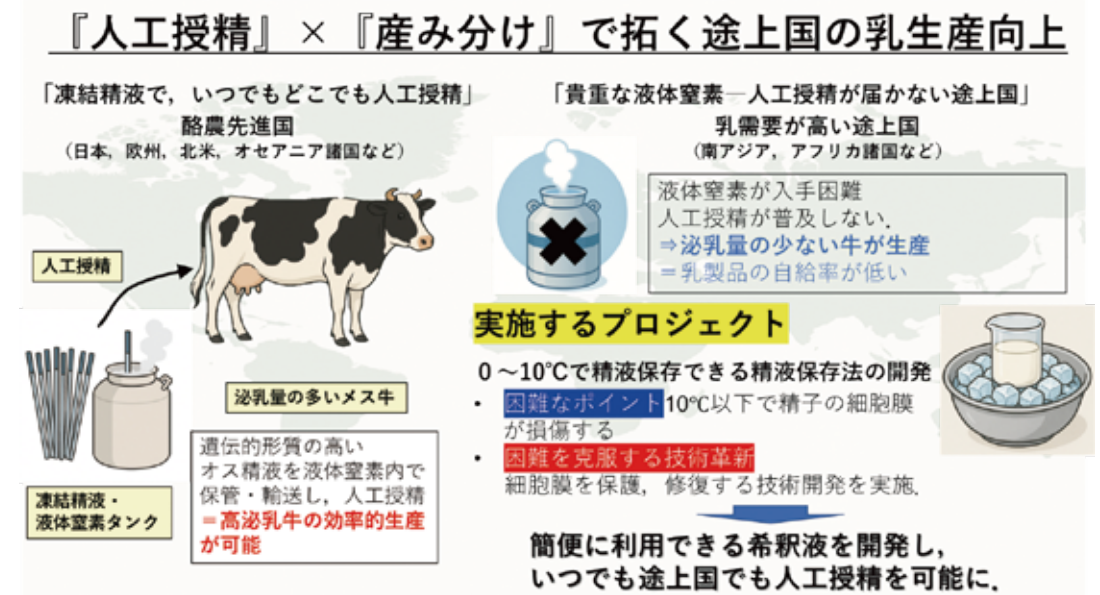 『人工授精』×『産み分け』で拓く途上国の乳生産向上
「凍結精液で，いつでもどこでも人工授精」
酪農先進国
（日本，欧州，北米，オセアニア諸国など）
人工授精
泌乳量の多いメス牛
凍結精液・
液体窒素タンク
遺伝的形質の高い
オス精液を液体窒素内で
保管・輸送し，人工授精
＝高泌乳牛の効率的生産
が可能
「貴重な液体窒素―人工授精が届かない途上国」
乳需要が高い途上国
（南アジア，アフリカ諸国など）
液体窒素が入手困難
人工授精が普及しない．
⇒泌乳量の少ない牛が生産
＝乳製品の自給率が低い
実施するプロジェクト
０～10℃で精液保存できる精液保存法の開発
• 困難なポイント10℃以下で精子の細胞膜
が損傷する
• 困難を克服する技術革新
細胞膜を保護，修復する技術開発を実施．
簡便に利用できる希釈液を開発し，
いつでも途上国でも人工授精を可能に．